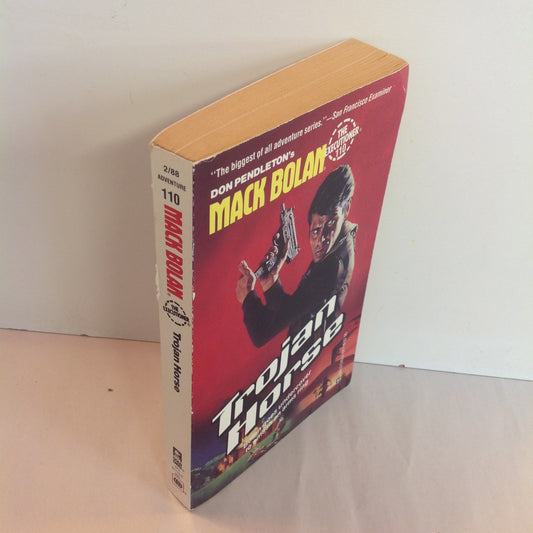 "The biggest of all adventure series."—San Francisco Examiner
DON PENDLETON'S
MACK BOLAN
THE
EXECUTIONER
110
Trojan
Horse
2/88
ADVENTURE
110
MACK BOLAN
THE
EXECUTIONER
Trojan Horse